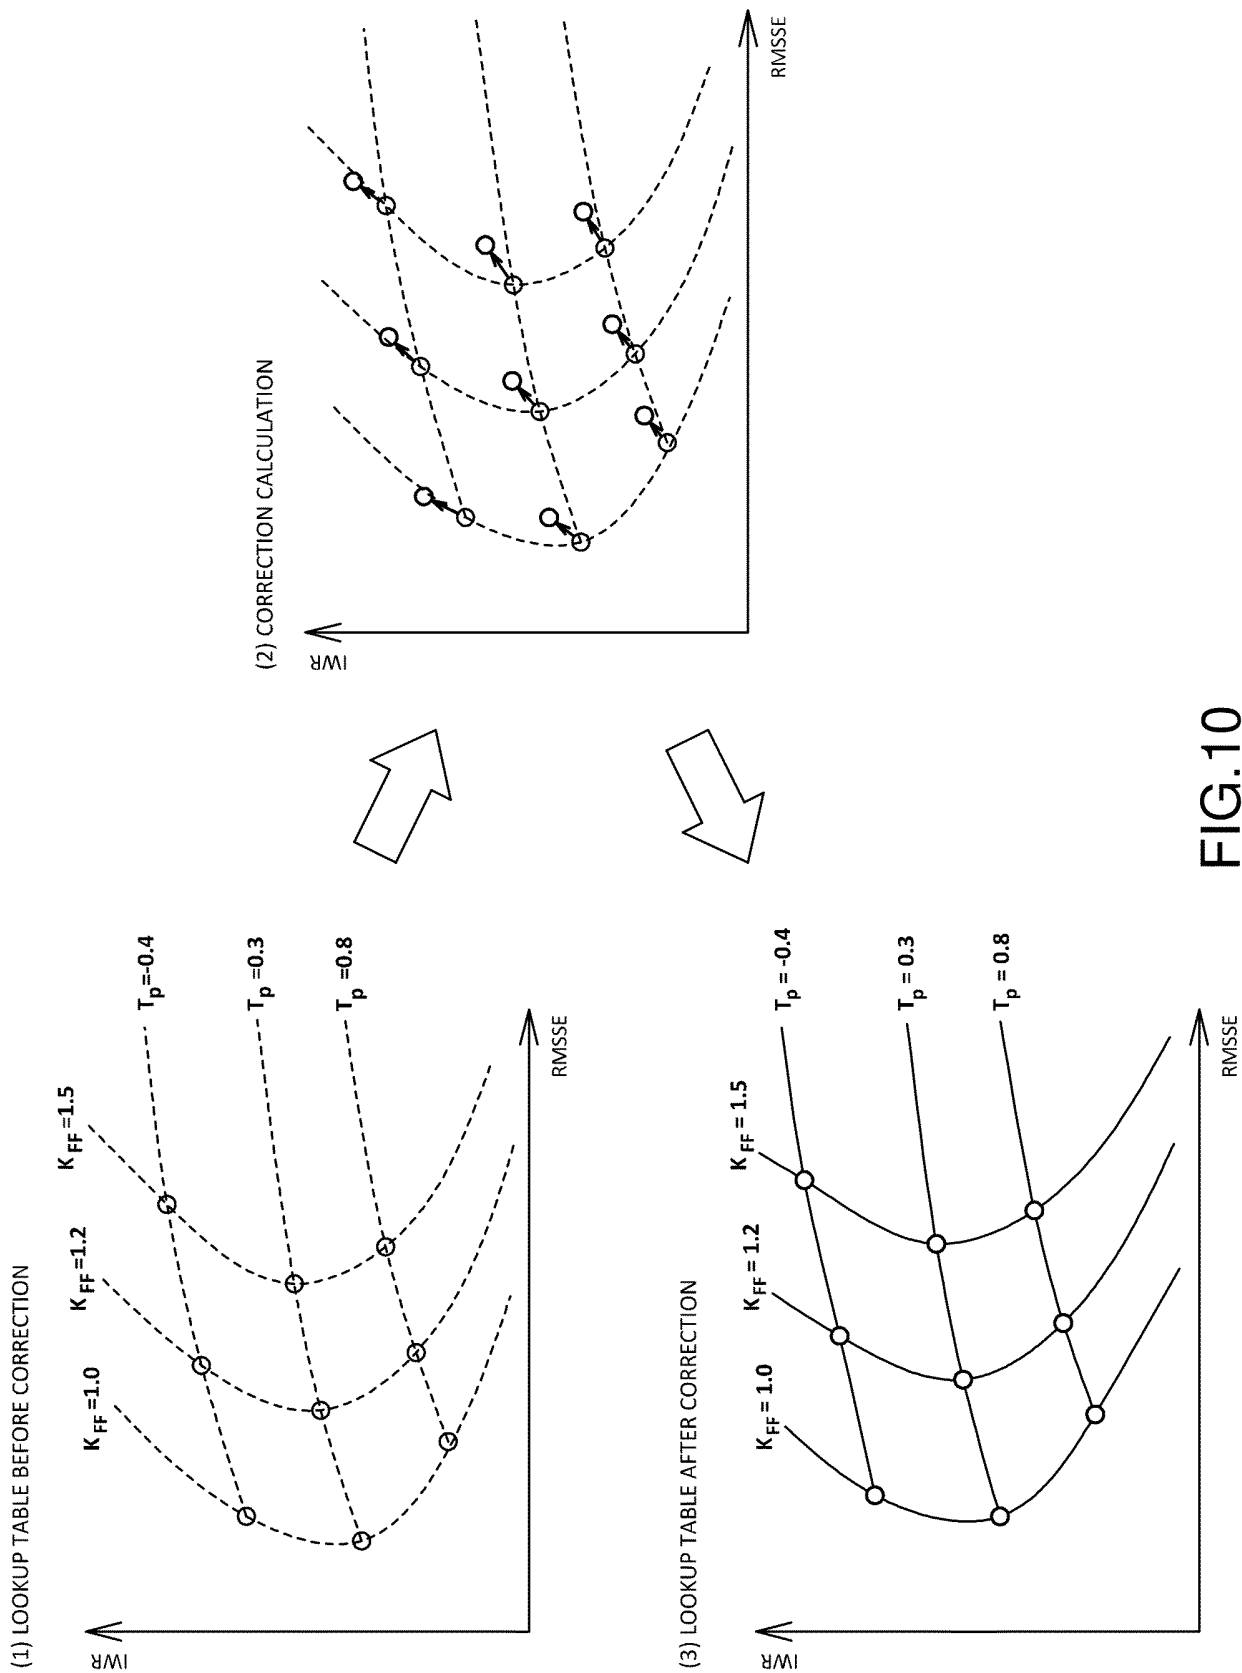 (1) LOOKUP TABLE BEFORE CORRECTION
IWR
K_FF=1.0
K_FF=1.2
K_FF=1.5
T_p=-0.4
T_p=0.3
T_p=0.8
RMSSE
(2) CORRECTION CALCULATION
IWR
RMSSE
(3) LOOKUP TABLE AFTER CORRECTION
IWR
K_FF = 1.0
K_FF = 1.2
K_FF = 1.5
T_p = -0.4
T_p = 0.3
T_p = 0.8
RMSSE
FIG.10